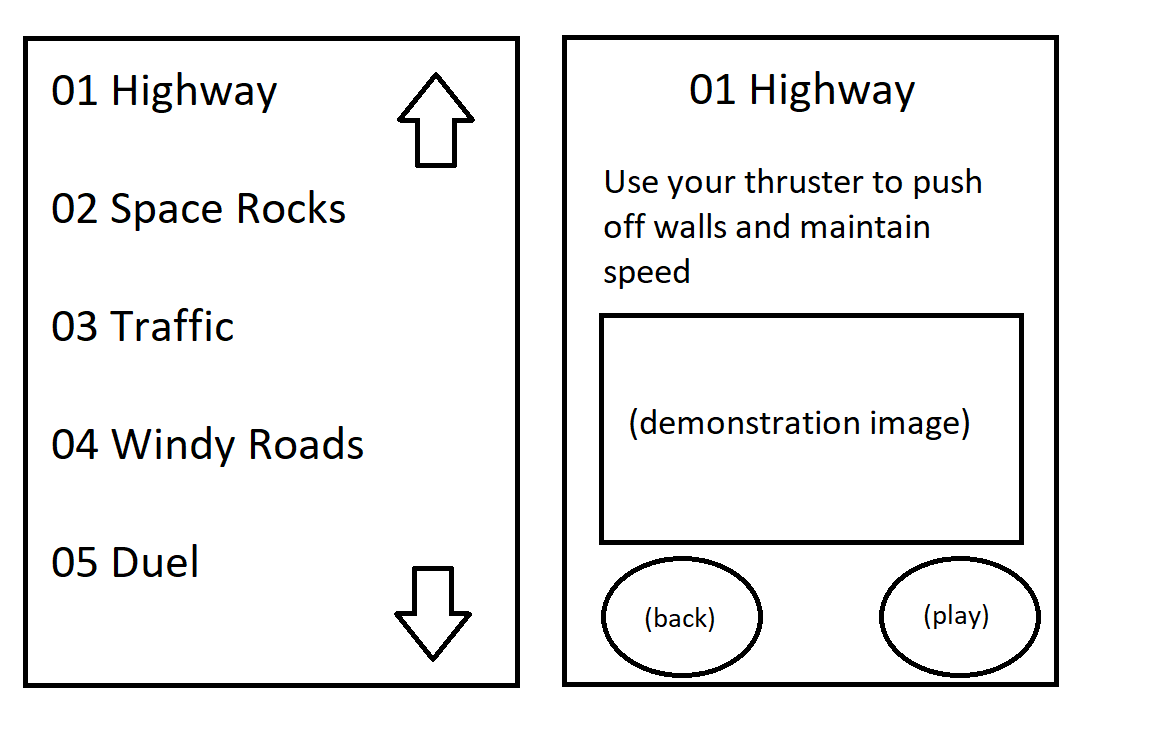 01 Highway
02 Space Rocks
03 Traffic
04 Windy Roads
05 Duel
01 Highway
Use your thruster to push
off walls and maintain
speed
(demonstration image)
(back)
(play)